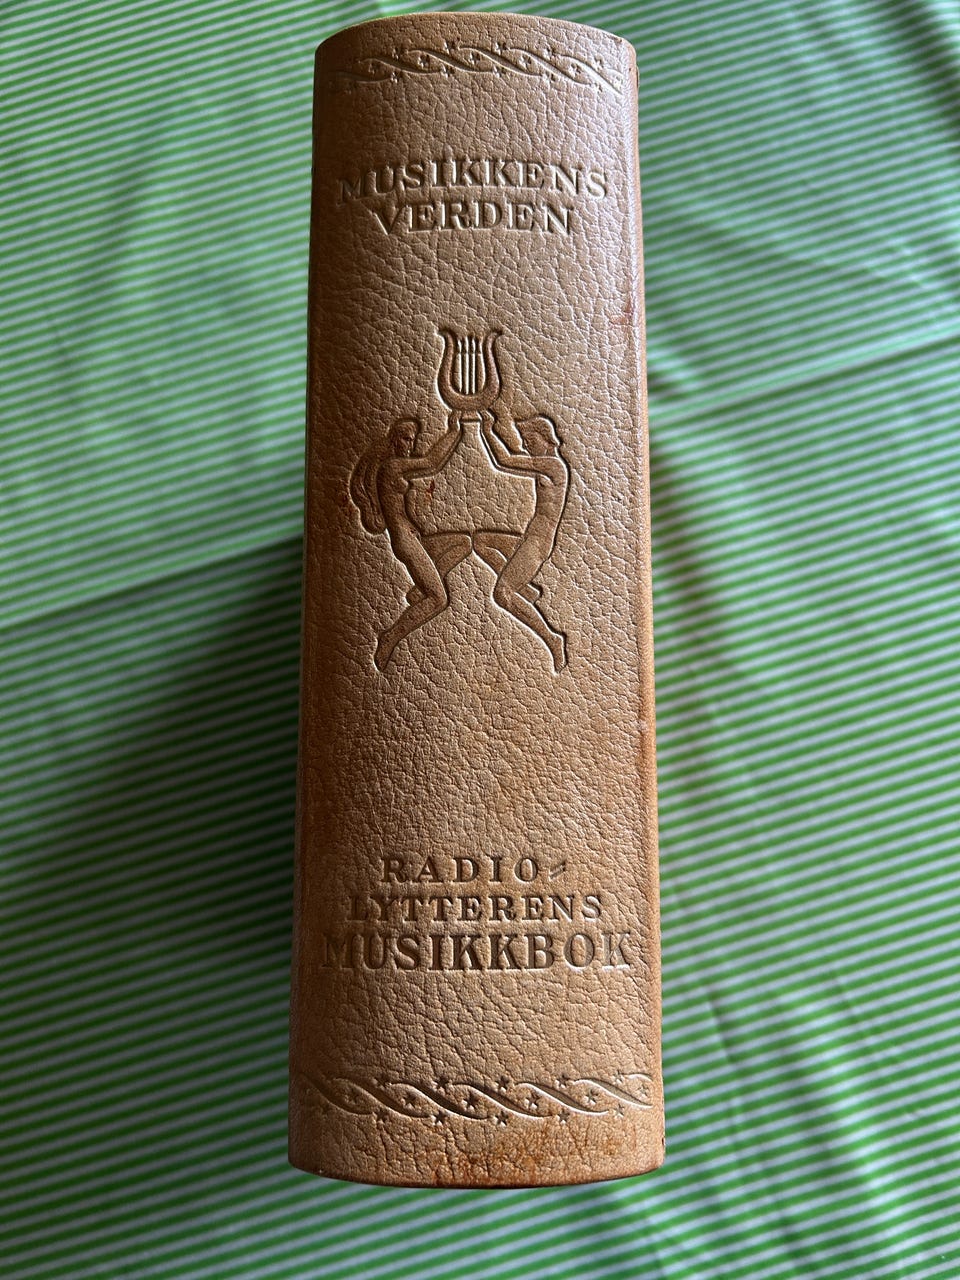 MUSIKKENS
VERDEN
RADIO-
LYTTERENS
MUSIKKBOK